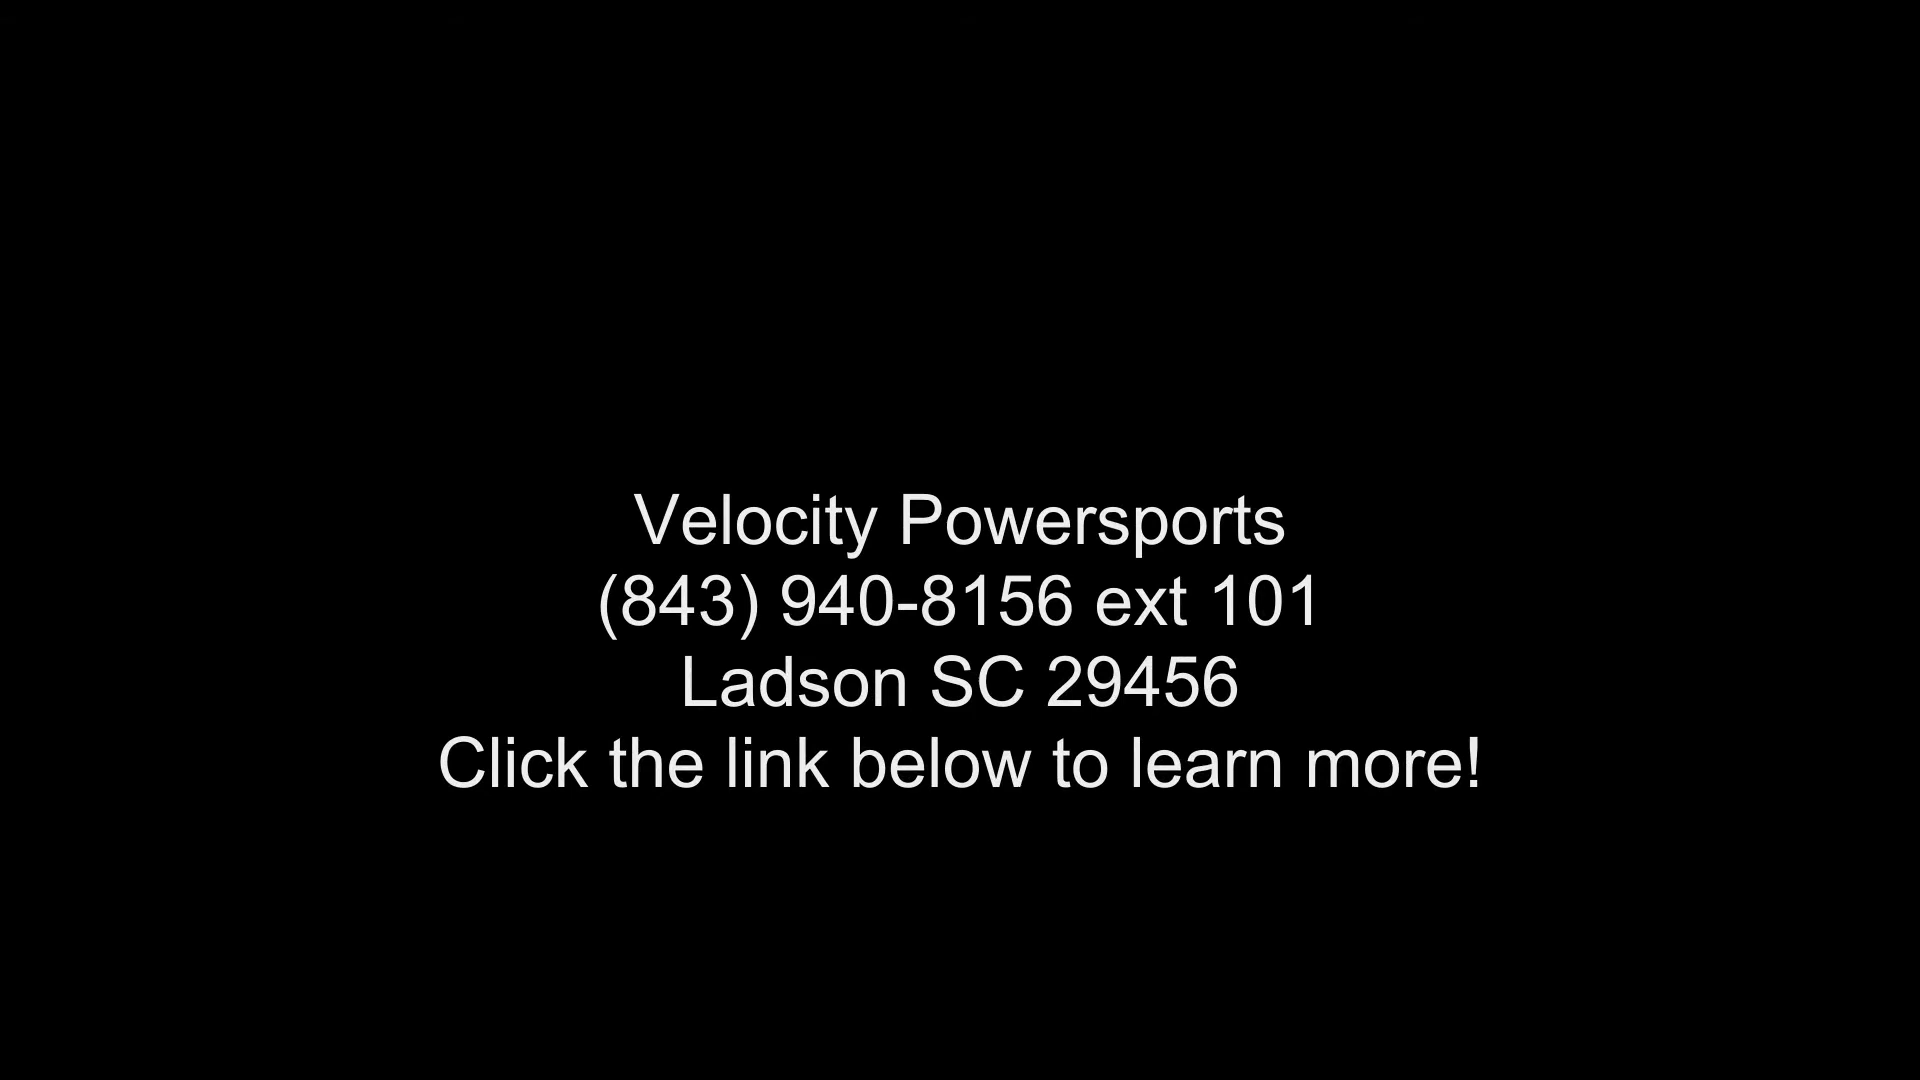 Velocity Powersports
(843) 940-8156 ext 101
Ladson SC 29456
Click the link below to learn more!